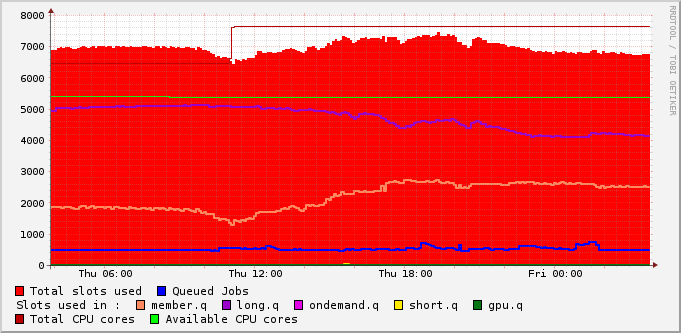 8000
7000
6000
5000
4000
3000
2000
1000
0
Thu 06:00 Thu 12:00 Thu 18:00 Fri 00:00
Total slots used Queued Jobs
Slots used in : member.q long.q ondemand.q short.q gpu.q
Total CPU cores Available CPU cores
RRDTOOL / TOBI OETIKER